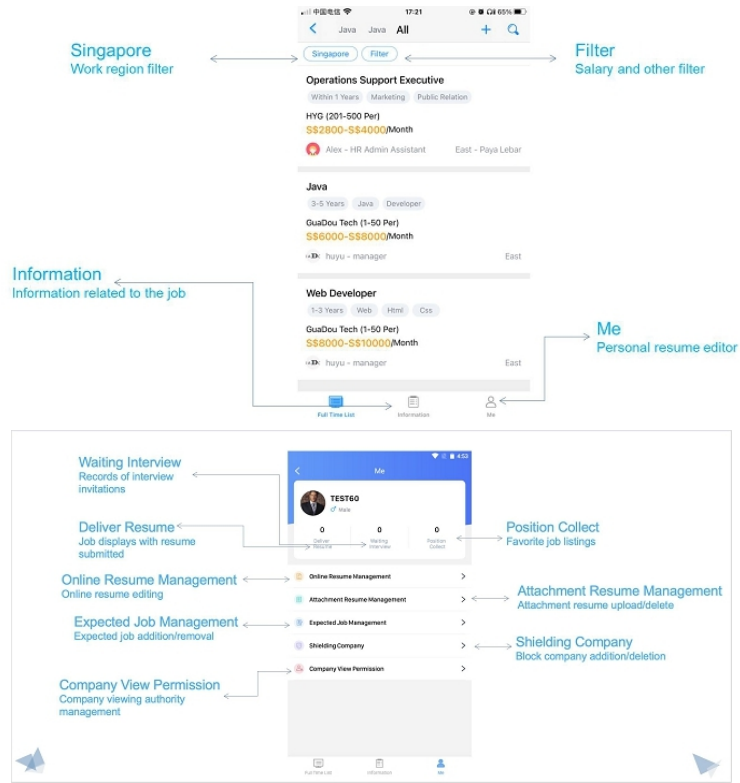 中国电信 17:21 65%
Java Java All
Singapore Filter
Singapore
Work region filter
Filter
Salary and other filter
Operations Support Executive
Within 1 Years Marketing Public Relation
HYG (201-500 Per)
S$2800-S$4000/Month
Alex - HR Admin Assistant East - Paya Lebar
Java
3-5 Years Java Developer
GuaDou Tech (1-50 Per)
S$6000-S$8000/Month
huyu - manager East
Information
Information related to the job
Web Developer
1-3 Years Web Html Css
GuaDou Tech (1-50 Per)
S$8000-S$10000/Month
huyu - manager East
Me
Personal resume editor
Full Time List Information Me
4:53
Me
Waiting Interview
Records of interview
invitations
TEST60
Male
Deliver Resume
Job displays with resume
submitted
0 0 0
Deliver Resume
Waiting Interview
Position Collect
Position Collect
Favorite job listings
Online Resume Management
Online resume editing
Online Resume Management
Attachment Resume Management
Attachment Resume Management
Attachment resume upload/delete
Expected Job Management
Expected job addition/removal
Expected Job Management
Shielding Company
Shielding Company
Block company addition/deletion
Company View Permission
Company viewing authority
management
Company View Permission
Full Time List Information Me